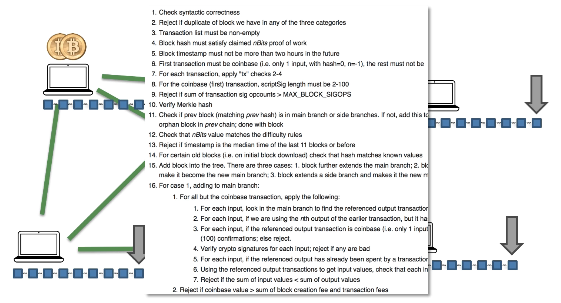 1. Check syntactic correctness
2. Reject if duplicate of block we have in any of the three categories
3. Transaction list must be non-empty
4. Block hash must satisfy claimed nBits proof of work
5. Block timestamp must not be more than two hours in the future
6. First transaction must be coinbase (i.e. only 1 input, with hash=0, n=-1), the rest must not be
7. For each transaction, apply "tx" checks 2-4
8. For the coinbase (first) transaction, scriptSig length must be 2-100
9. Reject if sum of transaction sig opcounts > MAX_BLOCK_SIGOPS
10. Verify Merkle hash
11. Check if prev block (matching prev hash) is in main branch or side branches. If not, add this to
orphan block in prev chain; done with block
12. Check that nBits value matches the difficulty rules
13. Reject if timestamp is the median time of the last 11 blocks or before
14. For certain old blocks (i.e. on initial block download) check that hash matches known values
15. Add block into the tree. There are three cases: 1. block further extends the main branch; 2. bl
make it become the new main branch; 3. block extends a side branch and makes it the new m
16. For case 1, adding to main branch:
1. For all but the coinbase transaction, apply the following:
1. For each input, look in the main branch to find the referenced output transaction
2. For each input, if we are using the nth output of the earlier transaction, but it ha
3. For each input, if the referenced output transaction is coinbase (i.e. only 1 input
(100) confirmations; else reject.
4. Verify crypto signatures for each input; reject if any are bad
5. For each input, if the referenced output has already been spent by a transaction
6. Using the referenced output transactions to get input values, check that each in
7. Reject if the sum of input values < sum of output values
2. Reject if coinbase value > sum of block creation fee and transaction fees